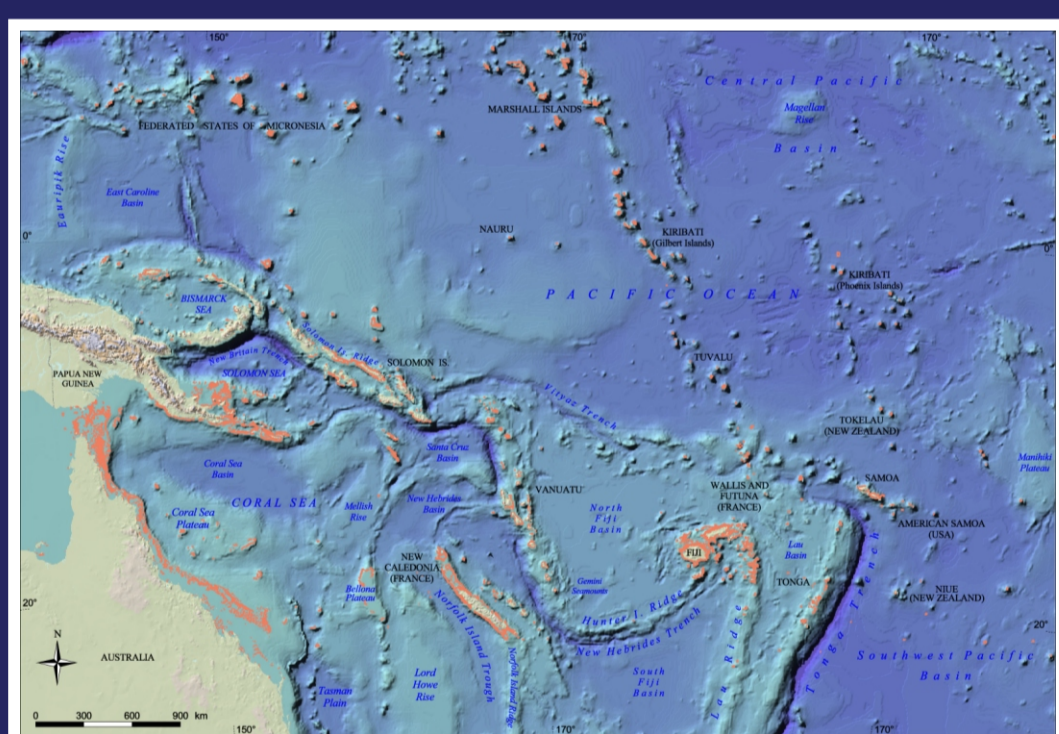 150°
170°
170°
Central Pacific
Magellan
Rise
Basin
MARSHALL ISLANDS
FEDERATED STATES OF MICRONESIA
Eauripik Rise
East Caroline
Basin
NAURU
0°
0°
KIRIBATI
(Gilbert Islands)
KIRIBATI
(Phoenix Islands)
BISMARCK
SEA
PACIFIC OCEAN
New Britain Trench
SOLOMON SEA
Solomon Is. Ridge
SOLOMON IS.
PAPUA NEW
GUINEA
TUVALU
Vityaz Trench
TOKELAU
(NEW ZEALAND)
Santa Cruz
Basin
Coral Sea
Basin
Manihiki
Plateau
CORAL SEA
Coral Sea
Plateau
Mellish
Rise
New Hebrides
Basin
VANUATU
North
Fiji
Basin
WALLIS AND
FUTUNA
(FRANCE)
SAMOA
AMERICAN SAMOA
(USA)
NEW
CALEDONIA
(FRANCE)
FIJI
Lau
Basin
Bellona
Plateau
Gemini
Seamounts
TONGA
Tonga Trench
NIUE
(NEW ZEALAND)
20°
20°
Hunter I. Ridge
New Hebrides Trench
Norfolk Island Trough
Norfolk Island Ridge
Lau Ridge
Southwest Pacific
Basin
N
AUSTRALIA
Tasman
Plain
Lord
Howe
Rise
South
Fiji
Basin
0 300 600 900 km
150°
170°
170°